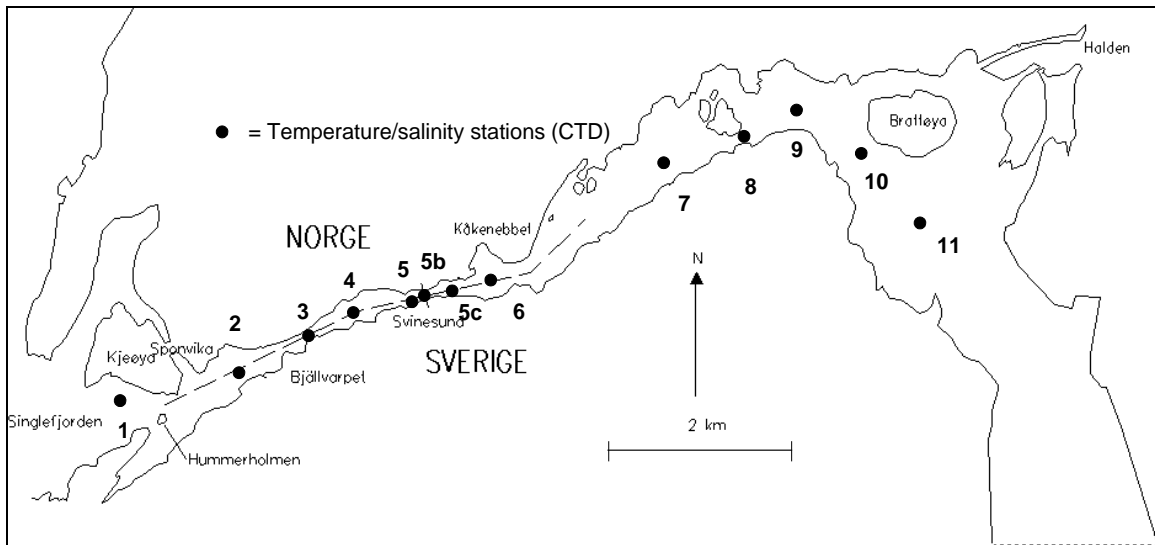 Halden
● = Temperature/salinity stations (CTD)
Brattøya
9
8
10
7
11
Kåkenebbet
NORGE
5b
5
4
N
3
2
6
5c
Svinesund
SVERIGE
Sponvika
Kjeøya
Bjällvarpet
Singlefjorden
1
2 km
Hummerholmen